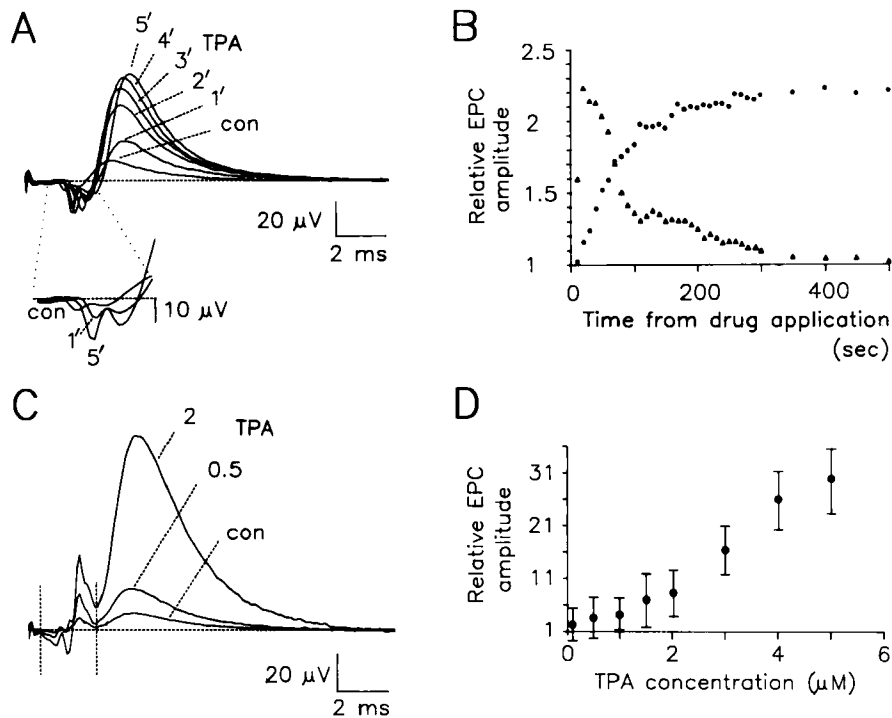 A
5′
4′
TPA
3′
2′
1′
con
20 μV
2 ms
con
1′
5′
10 μV
B
Relative EPC
amplitude
2.5
2
1.5
1
0
200
400
Time from drug application
(sec)
C
2
TPA
0.5
con
20 μV
2 ms
D
Relative EPC
amplitude
31
21
11
1
0
2
4
6
TPA concentration (μM)